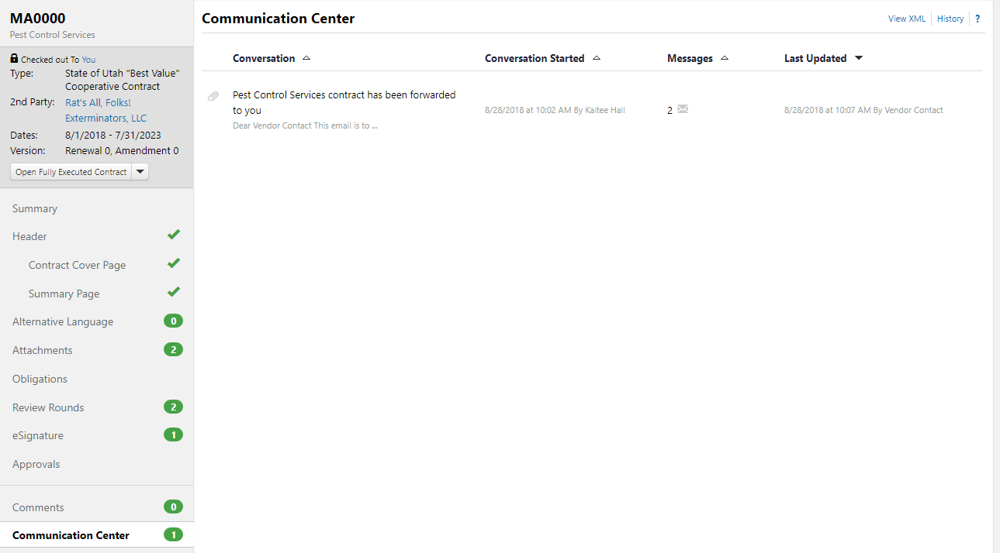 MA0000
Pest Control Services
Checked out To You
Type: State of Utah "Best Value"
Cooperative Contract
2nd Party: Rat's All, Folks!
Exterminators, LLC
Dates: 8/1/2018 - 7/31/2023
Version: Renewal 0, Amendment 0
Open Fully Executed Contract
Summary
Header
Contract Cover Page
Summary Page
Alternative Language 0
Attachments 2
Obligations
Review Rounds 2
eSignature 1
Approvals
Comments 0
Communication Center 1
Communication Center
View XML History ?
Conversation Conversation Started Messages Last Updated
Pest Control Services contract has been forwarded
to you
Dear Vendor Contact This email is to ...
8/28/2018 at 10:02 AM By Kaitee Hall
2
8/28/2018 at 10:07 AM By Vendor Contact